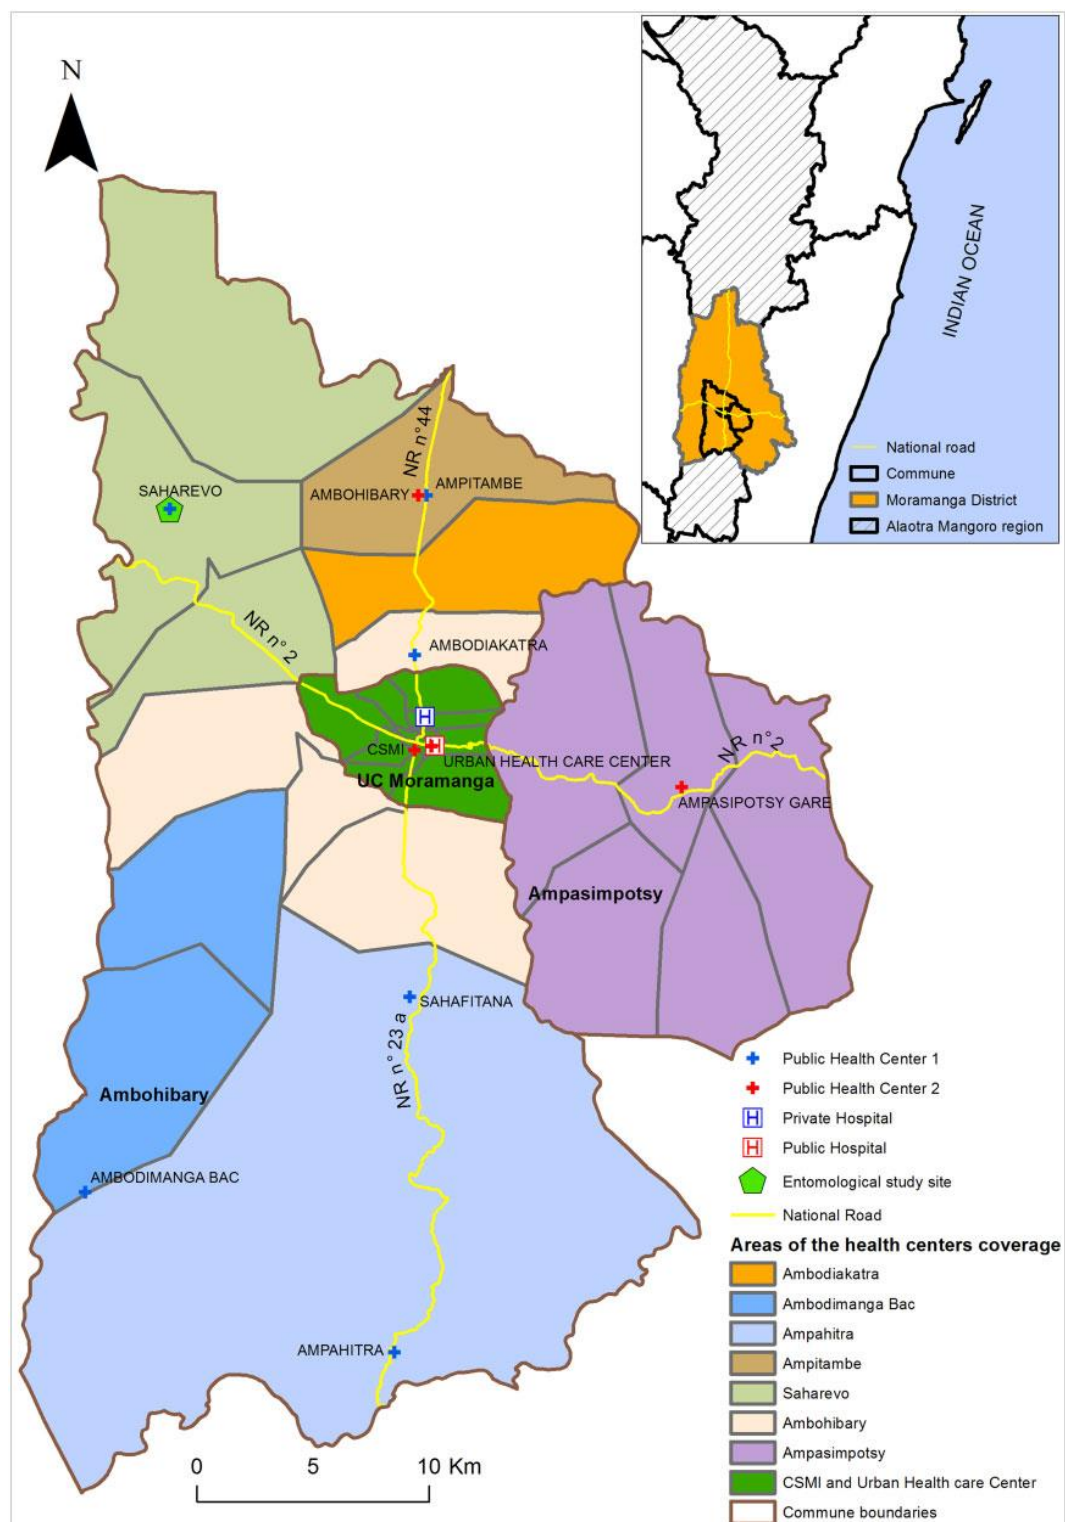 N
INDIAN OCEAN
National road
Commune
Moramanga District
Alaotra Mangoro region
NR n°44
SAHAREVO
AMBOHIBARY
AMPITAMBE
NR n° 2
AMBODIAKATRA
H
CSMI
H
URBAN HEALTH CARE CENTER
UC Moramanga
NR n°2
AMPASIPOTSY GARE
Ampasimpotsy
SAHAFITANA
NR n° 23 a
Ambohibary
AMBODIMANGA BAC
AMPAHITRA
0 5 10 Km
Public Health Center 1
Public Health Center 2
H Private Hospital
H Public Hospital
Entomological study site
National Road
Areas of the health centers coverage
Ambodiakatra
Ambodimanga Bac
Ampahitra
Ampitambe
Saharevo
Ambohibary
Ampasimpotsy
CSMI and Urban Health care Center
Commune boundaries